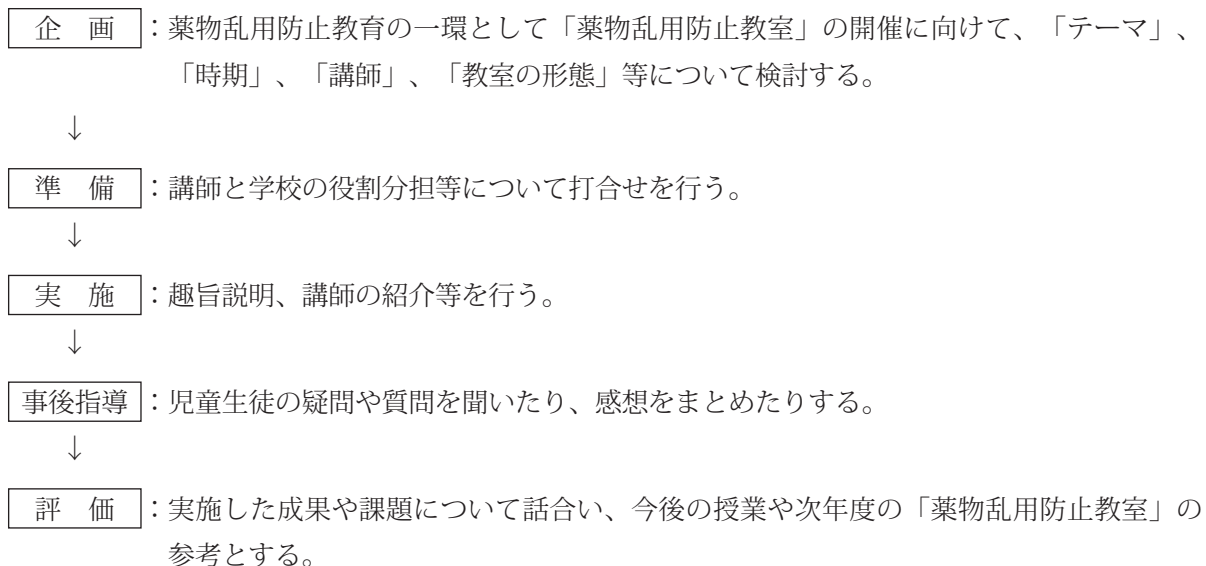 企　画：薬物乱用防止教育の一環として「薬物乱用防止教室」の開催に向けて、「テーマ」、
「時期」、「講師」、「教室の形態」等について検討する。
↓
準　備：講師と学校の役割分担等について打合せを行う。
↓
実　施：趣旨説明、講師の紹介等を行う。
↓
事後指導：児童生徒の疑問や質問を聞いたり、感想をまとめたりする。
↓
評　価：実施した成果や課題について話合い、今後の授業や次年度の「薬物乱用防止教室」の
参考とする。